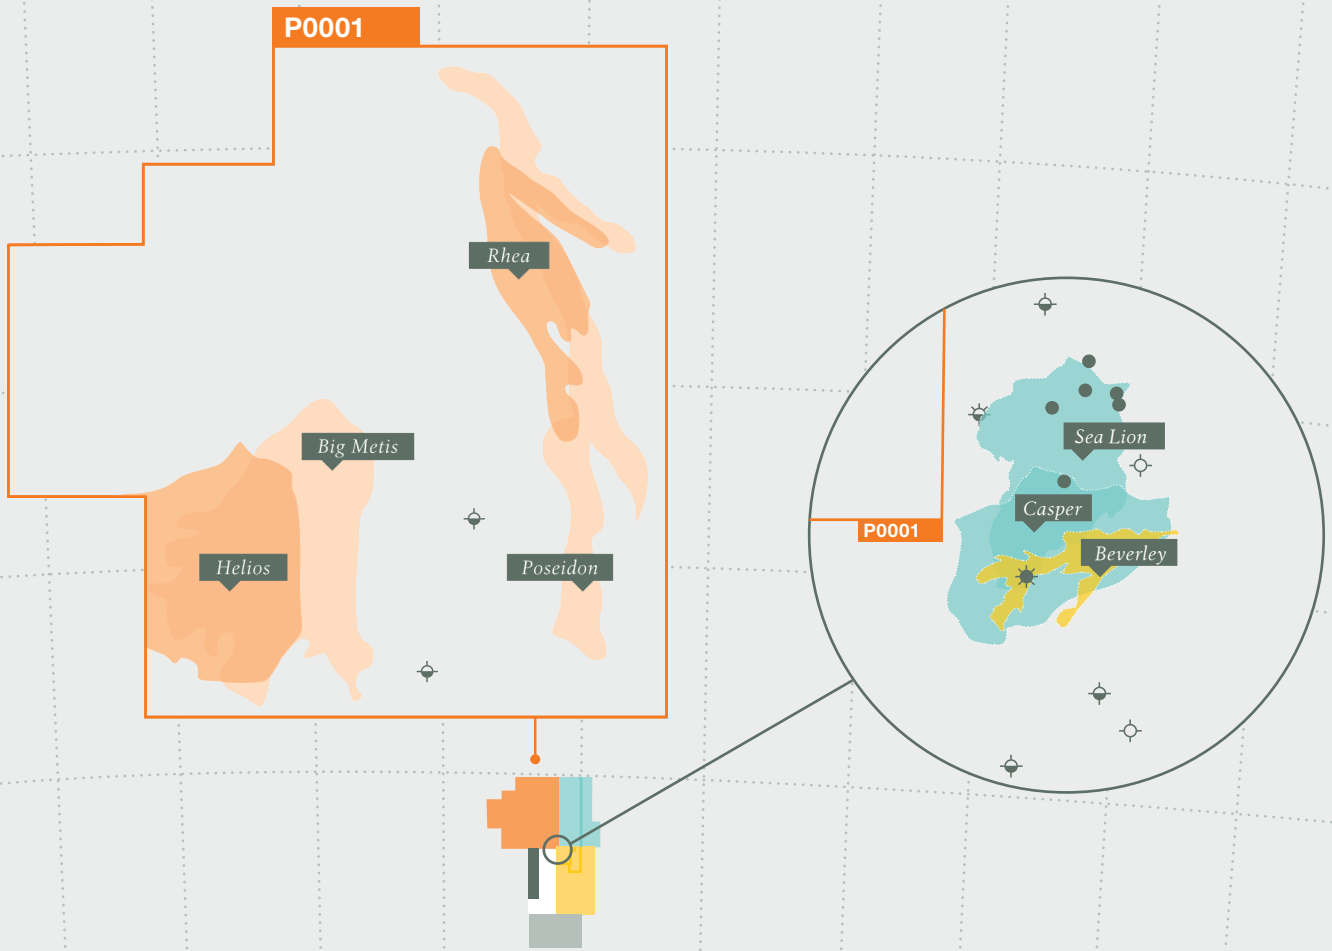 P0001
Rhea
Big Metis
Sea Lion
Casper
P0001
Beverley
Helios
Poseidon